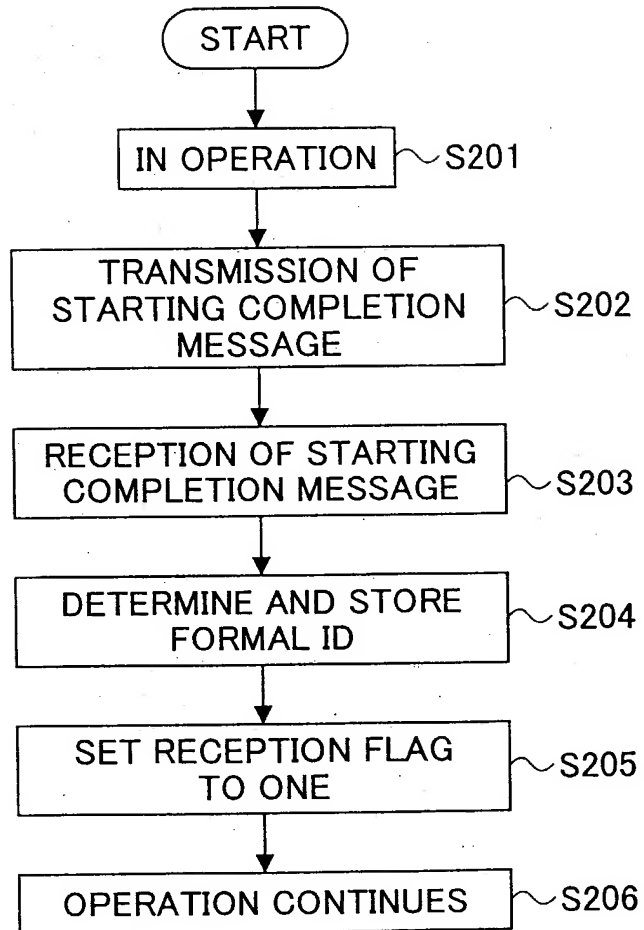 START
IN OPERATION
S201
TRANSMISSION OF
STARTING COMPLETION
MESSAGE
S202
RECEPTION OF STARTING
COMPLETION MESSAGE
S203
DETERMINE AND STORE
FORMAL ID
S204
SET RECEPTION FLAG
TO ONE
S205
OPERATION CONTINUES
S206